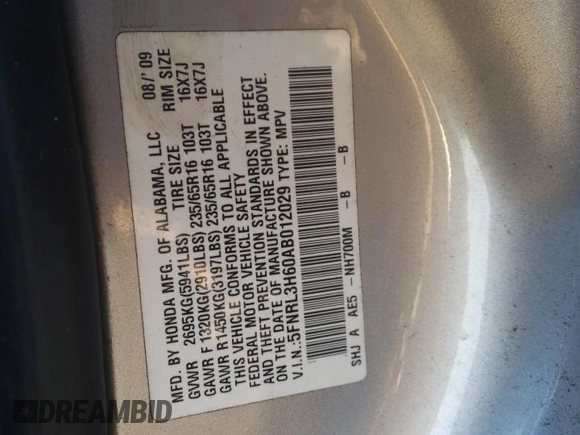 MFD. BY HONDA MFG. OF ALABAMA, LLC 08/'09
GVWR 2695KG(5941LBS) TIRE SIZE RIM SIZE
GAWR F 1320KG(2910LBS) 235/65R16 103T 16X7J
GAWR R1450KG(3197LBS) 235/65R16 103T 16X7J
THIS VEHICLE CONFORMS TO ALL APPLICABLE
FEDERAL MOTOR VEHICLE SAFETY
AND THEFT PREVENTION STANDARDS IN EFFECT
ON THE DATE OF MANUFACTURE SHOWN ABOVE.
V.I.N.:5FNRL3H60AB012029 TYPE: MPV
SHJ A AE5 - NH700M -B -B
DREAMBID